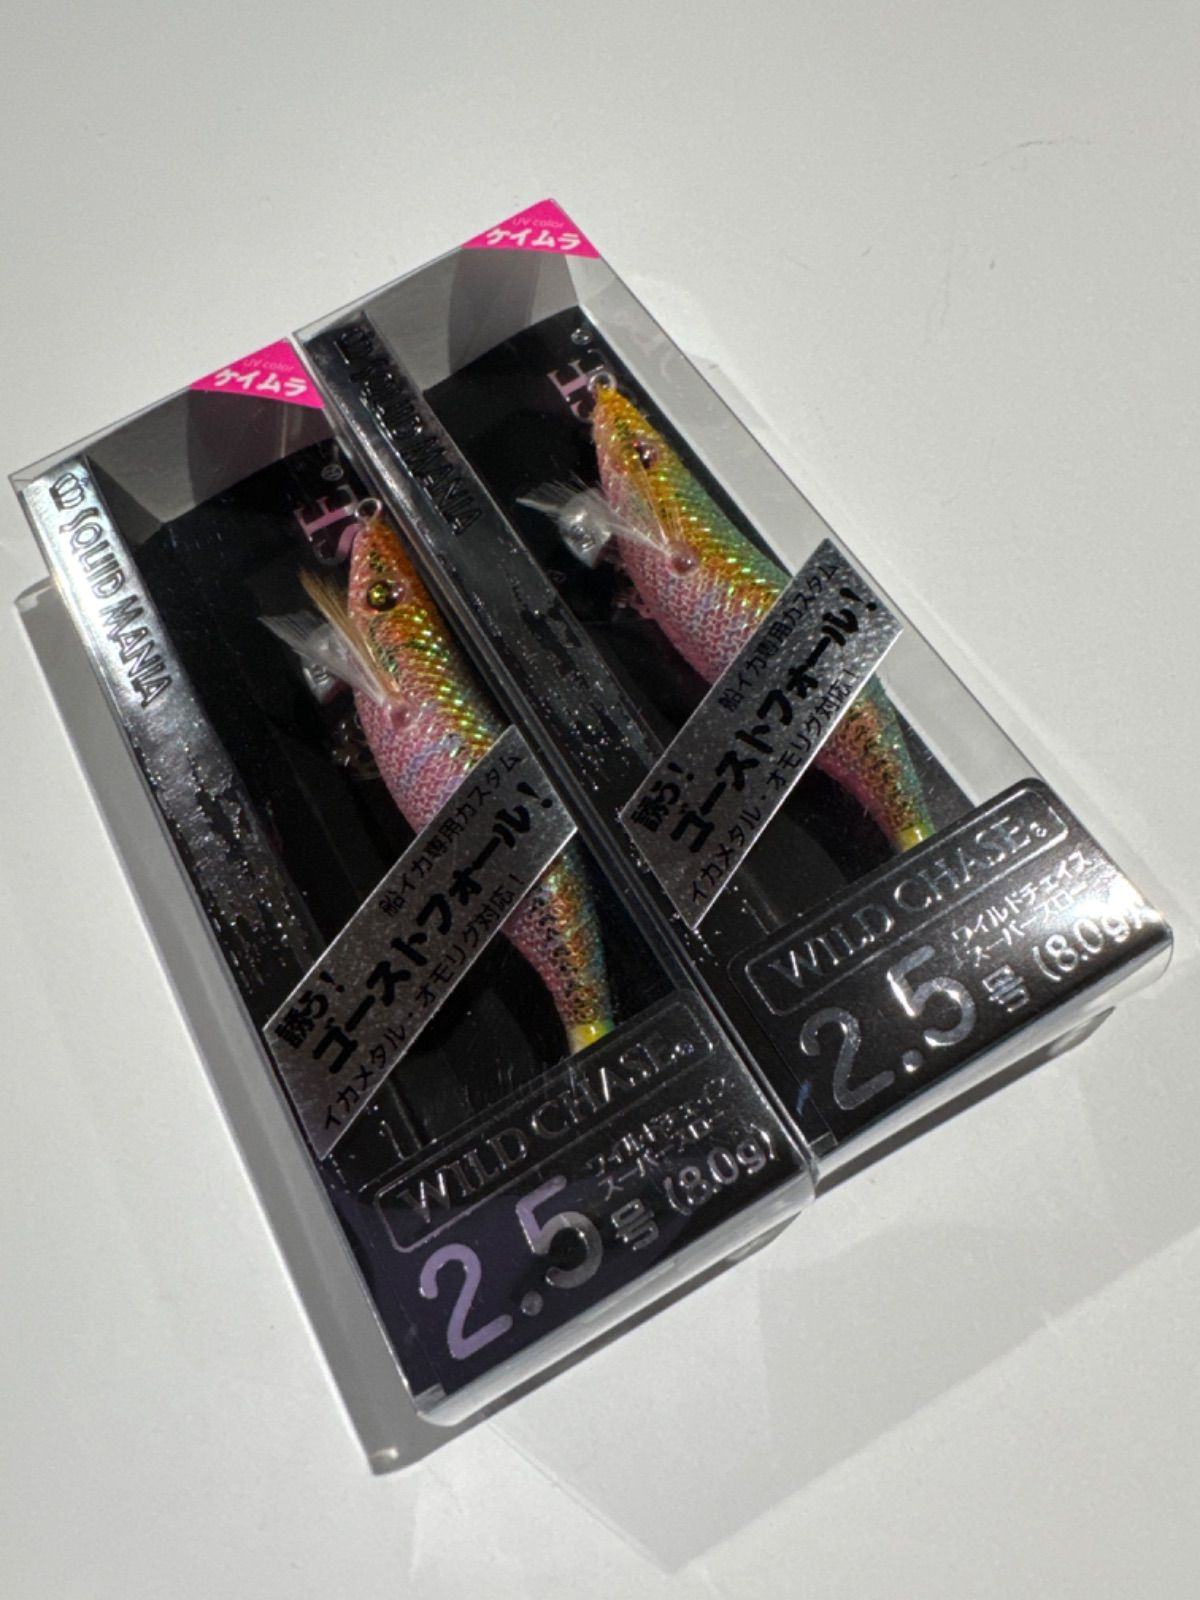 UV color
ケイムラ
SQUID MANIA
船イカ専用カスタム
誘う!
ゴーストフォール!
イカメタル・オモリグ対応!
WILD CHASE®
2.5号
ワイルドチェイス
スーパースロー
(8.0g)
UV color
ケイムラ
SQUID MANIA
船イカ専用カスタム
誘う!
ゴーストフォール!
イカメタル・オモリグ対応!
WILD CHASE®
2.5号
ワイルドチェイス
スーパースロー
(8.0g)